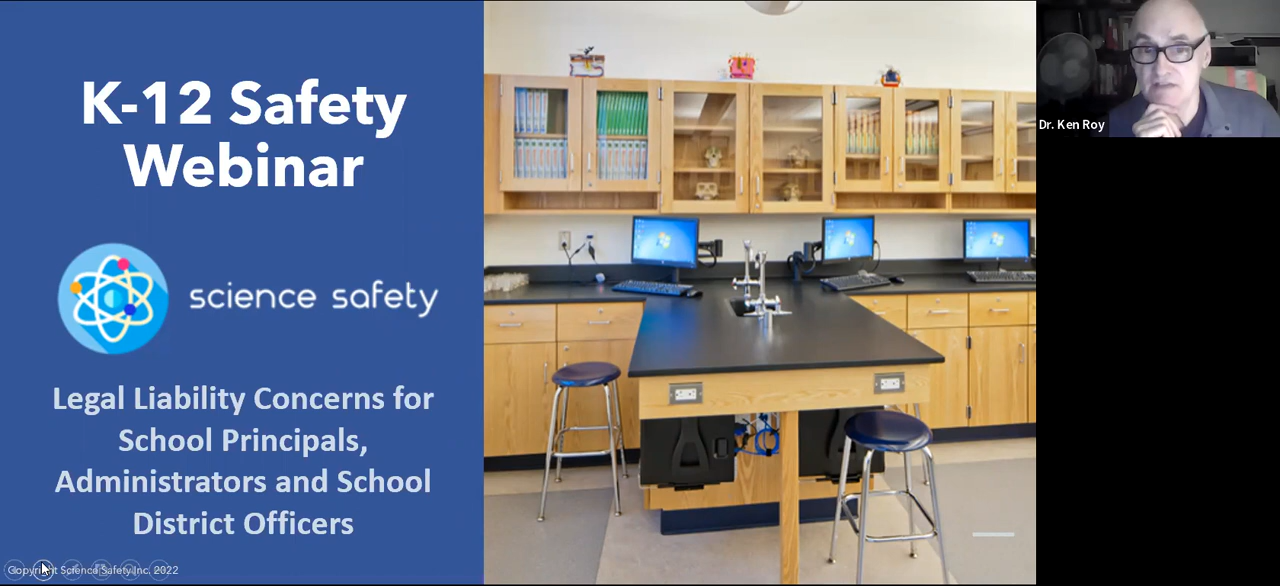 K-12 Safety
Webinar
science safety
Legal Liability Concerns for
School Principals,
Administrators and School
District Officers
Copyright Science Safety Inc. 2022
Dr. Ken Roy